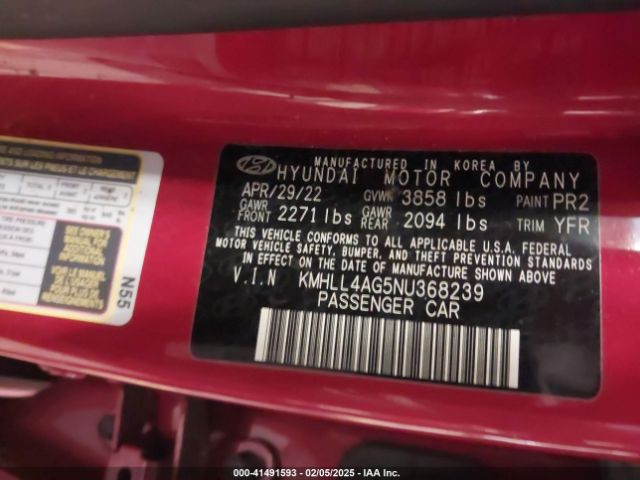 MANUFACTURED IN KOREA BY
HYUNDAI MOTOR COMPANY
APR/29/22 GVWR 3858 lbs PAINT PR2
GAWR FRONT 2271 lbs GAWR REAR 2094 lbs TRIM YFR
THIS VEHICLE CONFORMS TO ALL APPLICABLE U.S.A. FEDERAL
MOTOR VEHICLE SAFETY, BUMPER, AND THEFT PREVENTION STANDARDS
IN EFFECT ON THE DATE OF MANUFACTURE SHOWN ABOVE.
V.I.N KMHLL4AG5NU368239
PASSENGER CAR
N55
000-41491593 - 02/05/2025 - IAA Inc.